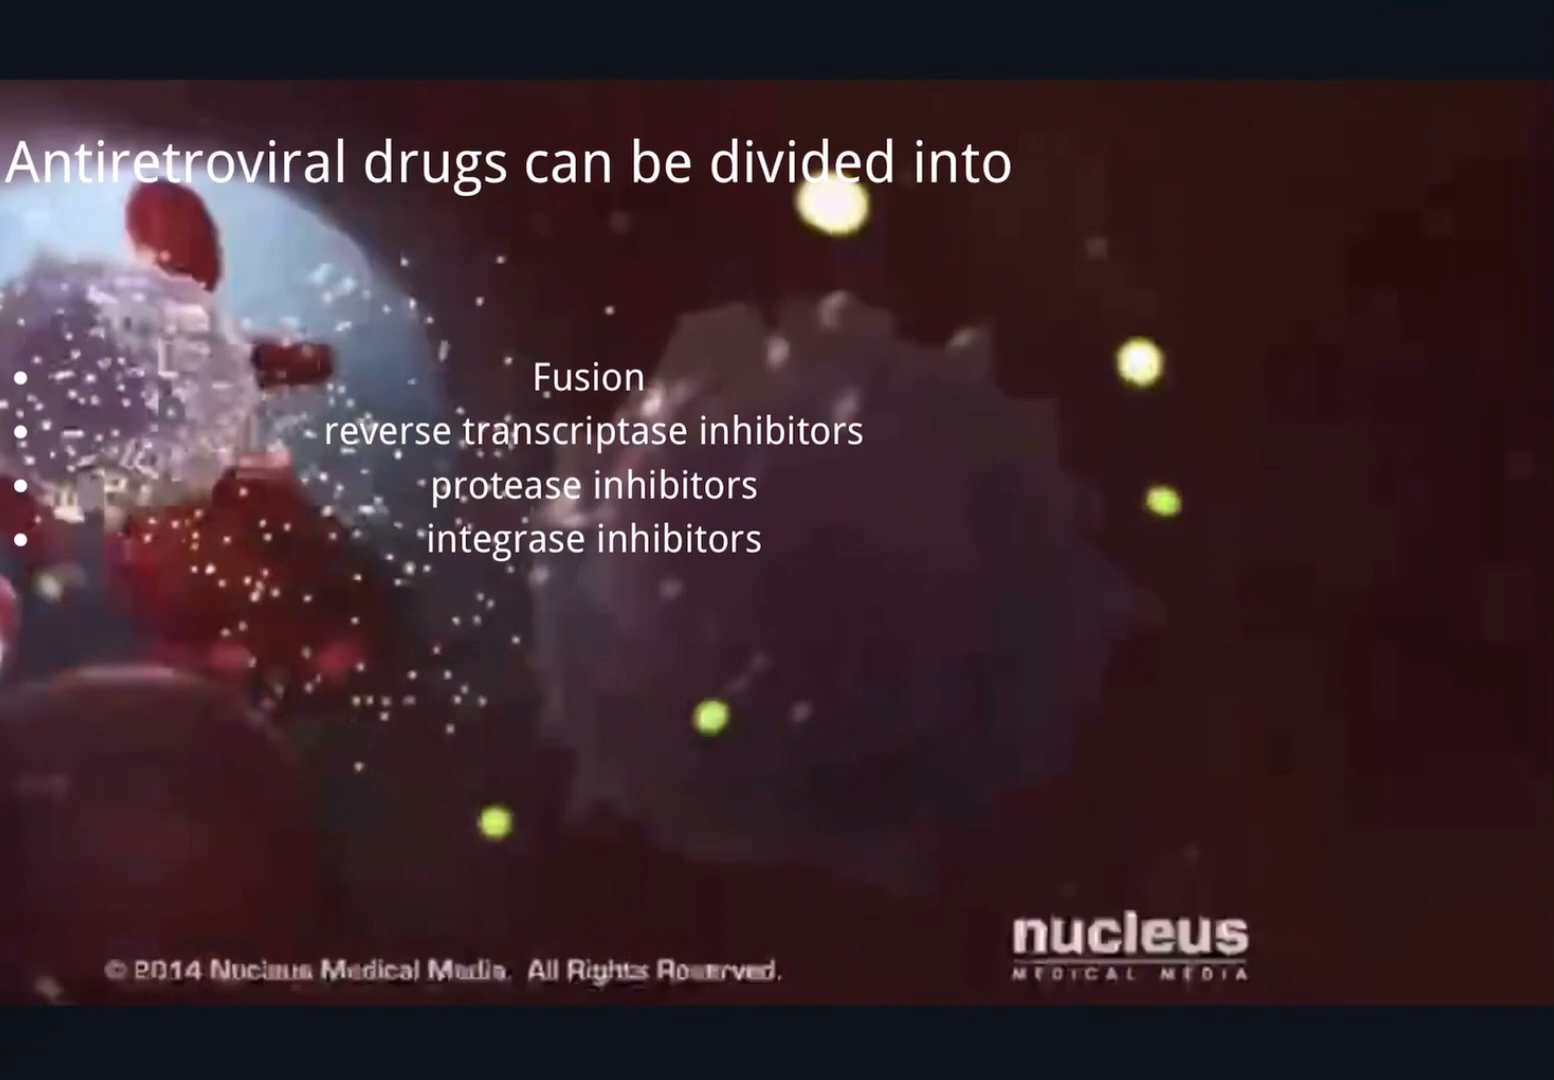 Antiretroviral drugs can be divided into
• Fusion
• reverse transcriptase inhibitors
• protease inhibitors
• integrase inhibitors
nucleus
MEDICAL MEDIA
© 2014 Nucleus Medical Media. All Rights Reserved.